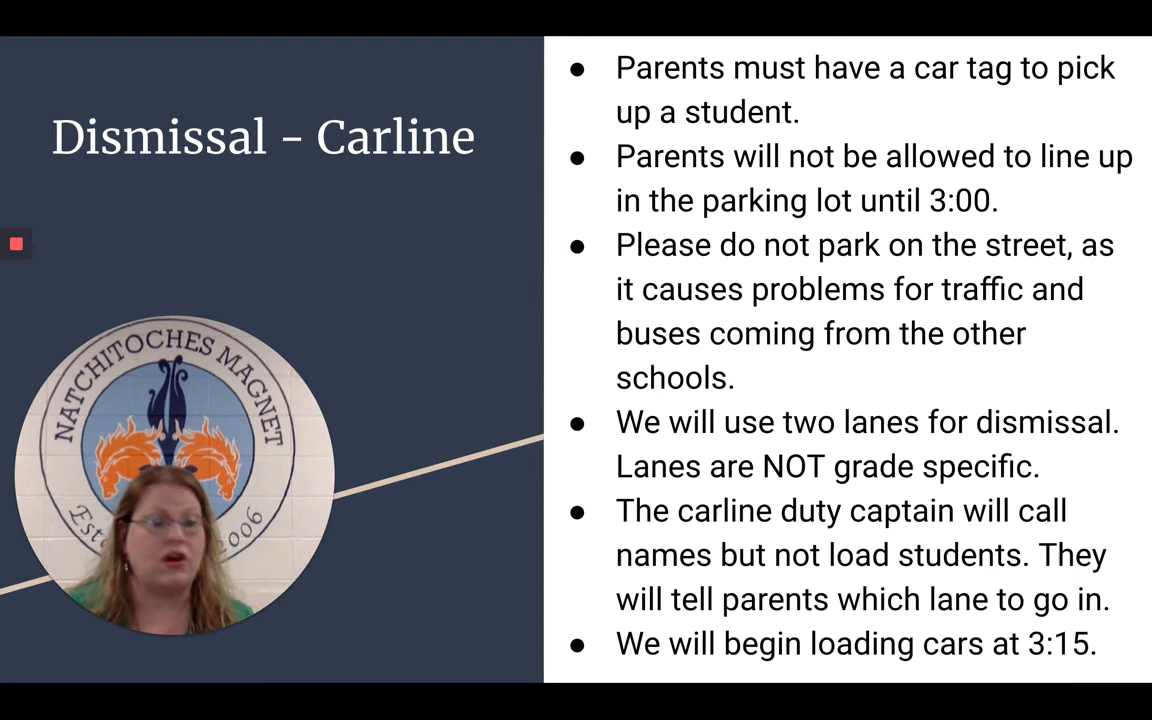 Dismissal - Carline
● Parents must have a car tag to pick
up a student.
● Parents will not be allowed to line up
in the parking lot until 3:00.
● Please do not park on the street, as
it causes problems for traffic and
buses coming from the other
schools.
● We will use two lanes for dismissal.
Lanes are NOT grade specific.
● The carline duty captain will call
names but not load students. They
will tell parents which lane to go in.
● We will begin loading cars at 3:15.
NATCHITOCHES MAGNET